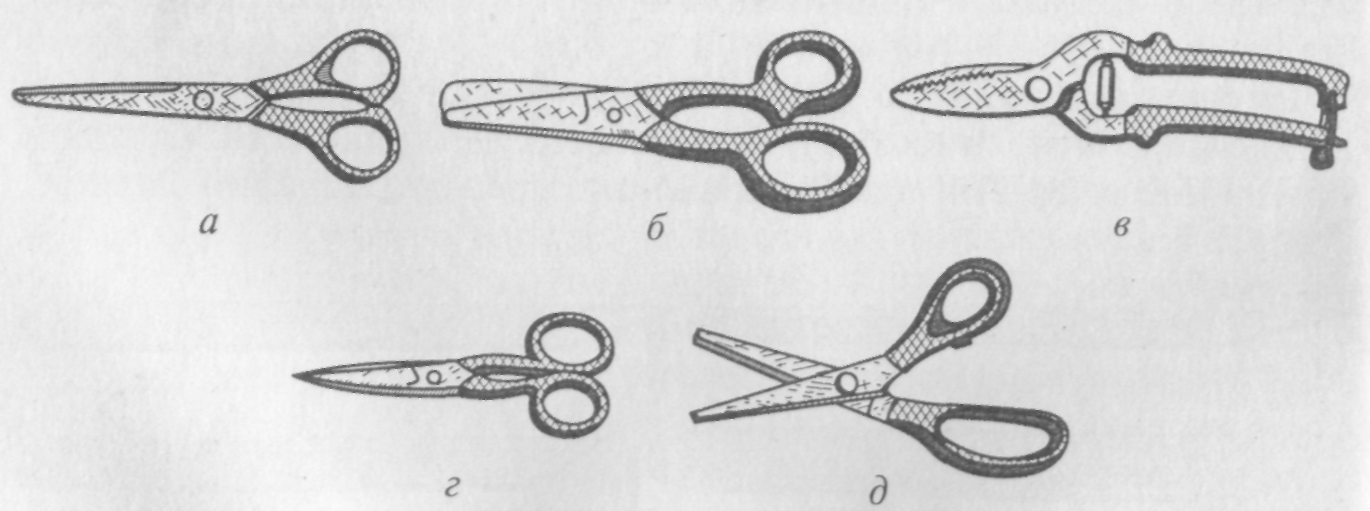 а б в
г д